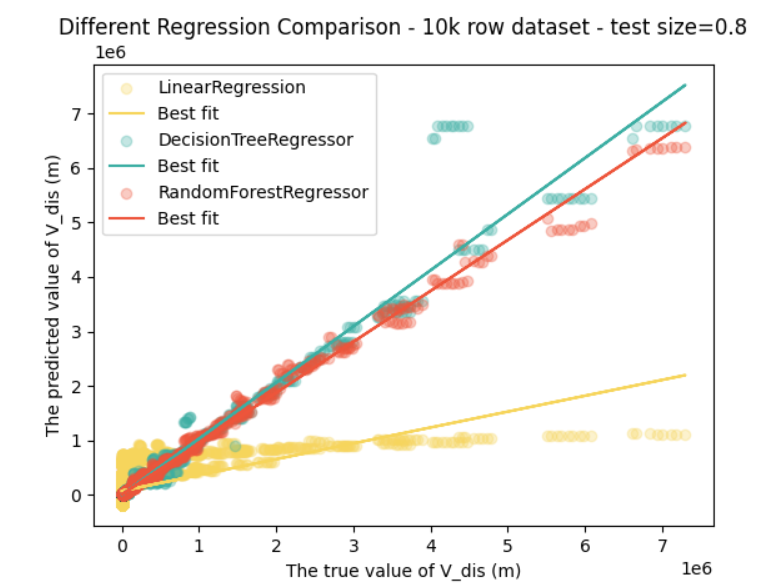 Different Regression Comparison - 10k row dataset - test size=0.8
1e6
LinearRegression
Best fit
DecisionTreeRegressor
Best fit
RandomForestRegressor
Best fit
7
6
5
4
3
2
1
0
The predicted value of V_dis (m)
0 1 2 3 4 5 6 7
1e6
The true value of V_dis (m)